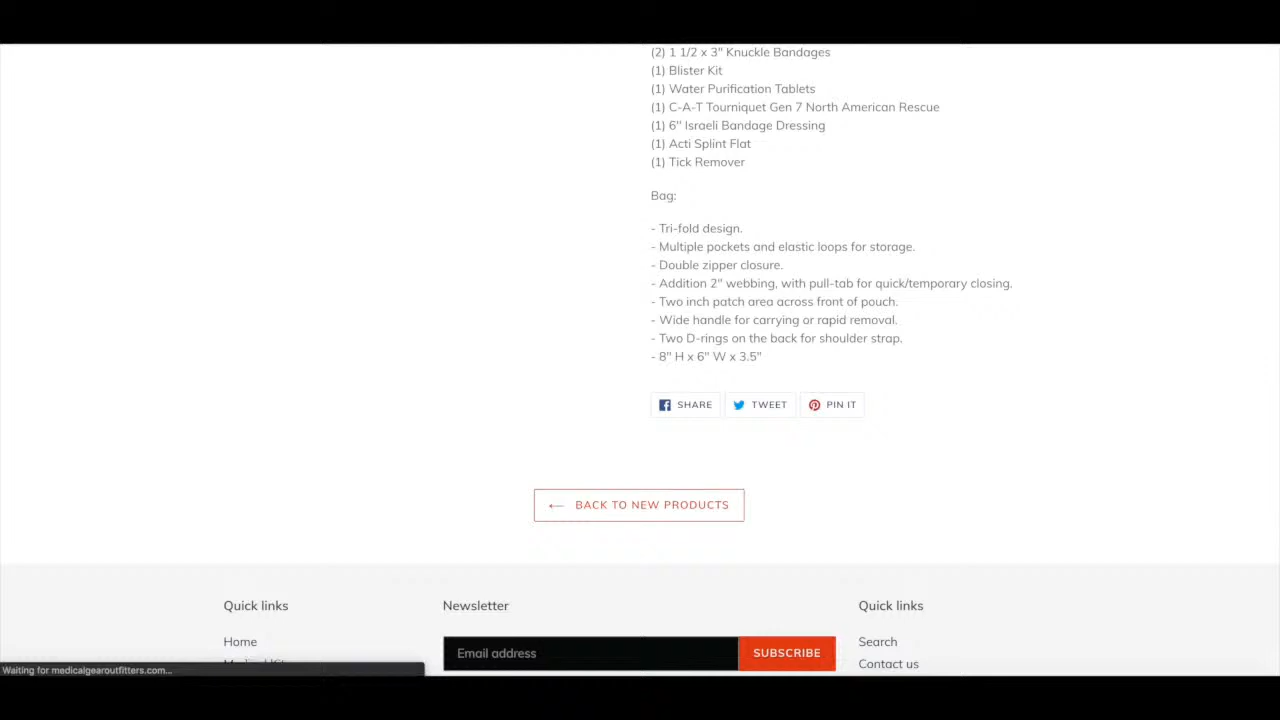 (2) 1 1/2 x 3" Knuckle Bandages
(1) Blister Kit
(1) Water Purification Tablets
(1) C-A-T Tourniquet Gen 7 North American Rescue
(1) 6" Israeli Bandage Dressing
(1) Acti Splint Flat
(1) Tick Remover
Bag:
- Tri-fold design.
- Multiple pockets and elastic loops for storage.
- Double zipper closure.
- Addition 2" webbing, with pull-tab for quick/temporary closing.
- Two inch patch area across front of pouch.
- Wide handle for carrying or rapid removal.
- Two D-rings on the back for shoulder strap.
- 8" H x 6" W x 3.5"
SHARE TWEET PIN IT
← BACK TO NEW PRODUCTS
Quick links
Home
Newsletter
Email address SUBSCRIBE
Quick links
Search
Contact us
Waiting for medicalgearoutfitters.com...